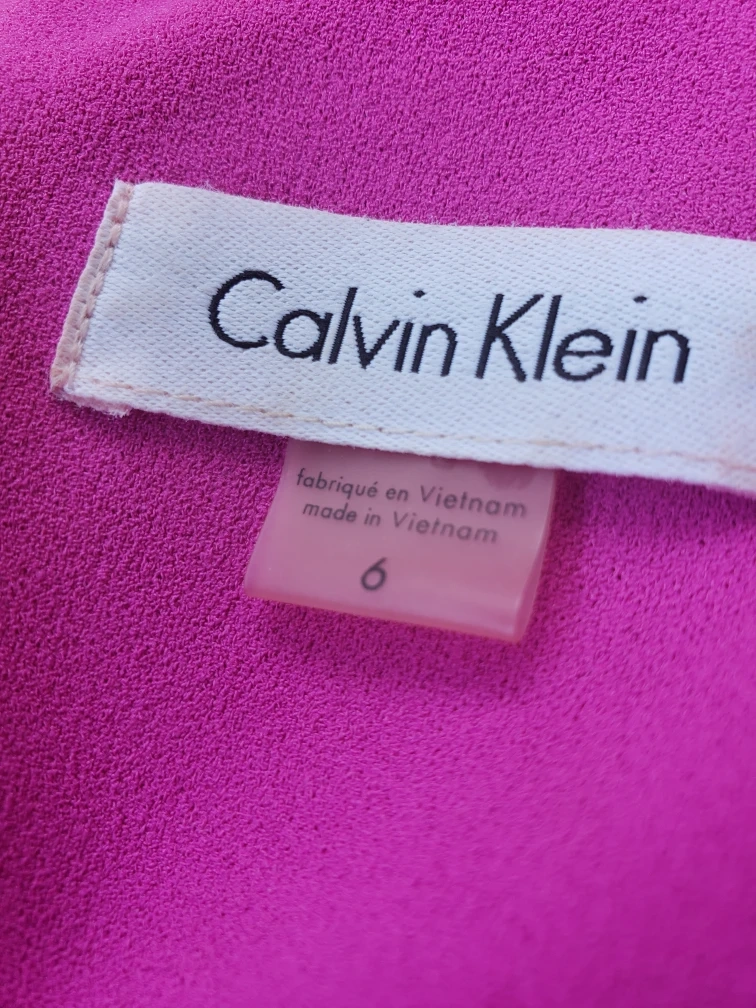 Calvin Klein
fabriqué en Vietnam
made in Vietnam
6